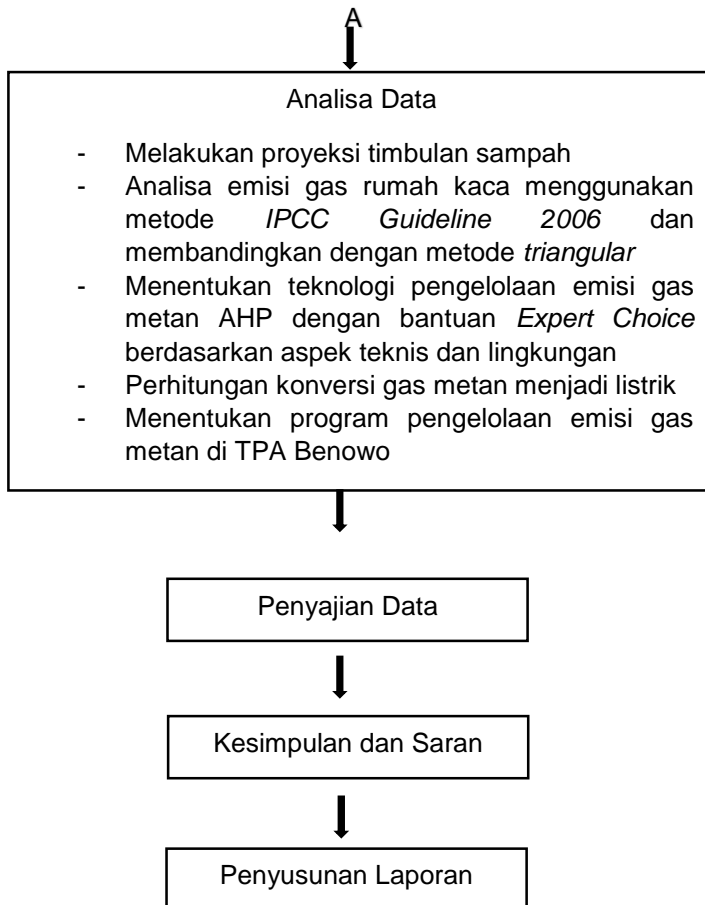 A
Analisa Data
- Melakukan proyeksi timbulan sampah
- Analisa emisi gas rumah kaca menggunakan
metode IPCC Guideline 2006 dan
membandingkan dengan metode triangular
- Menentukan teknologi pengelolaan emisi gas
metan AHP dengan bantuan Expert Choice
berdasarkan aspek teknis dan lingkungan
- Perhitungan konversi gas metan menjadi listrik
- Menentukan program pengelolaan emisi gas
metan di TPA Benowo
Penyajian Data
Kesimpulan dan Saran
Penyusunan Laporan